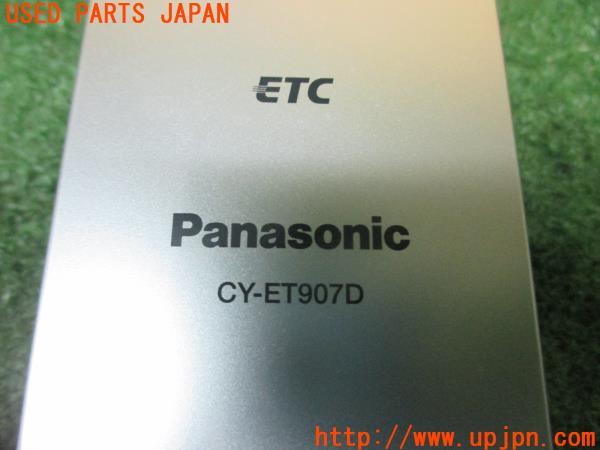 USED PARTS JAPAN
ETC
Panasonic
CY-ET907D
http://www.upjpn.com